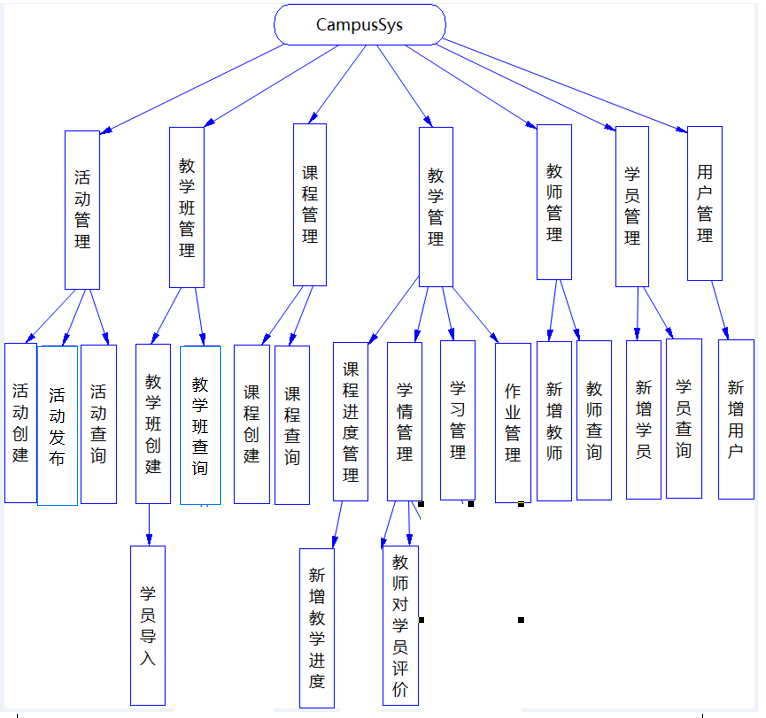 CampusSys
活动管理
教学班管理
课程管理
教学管理
教师管理
学员管理
用户管理
活动创建
活动发布
活动查询
教学班创建
教学班查询
课程创建
课程查询
课程进度管理
学情管理
学习管理
作业管理
新增教师
教师查询
新增学员
学员查询
新增用户
学员导入
新增教学进度
教师对学员评价